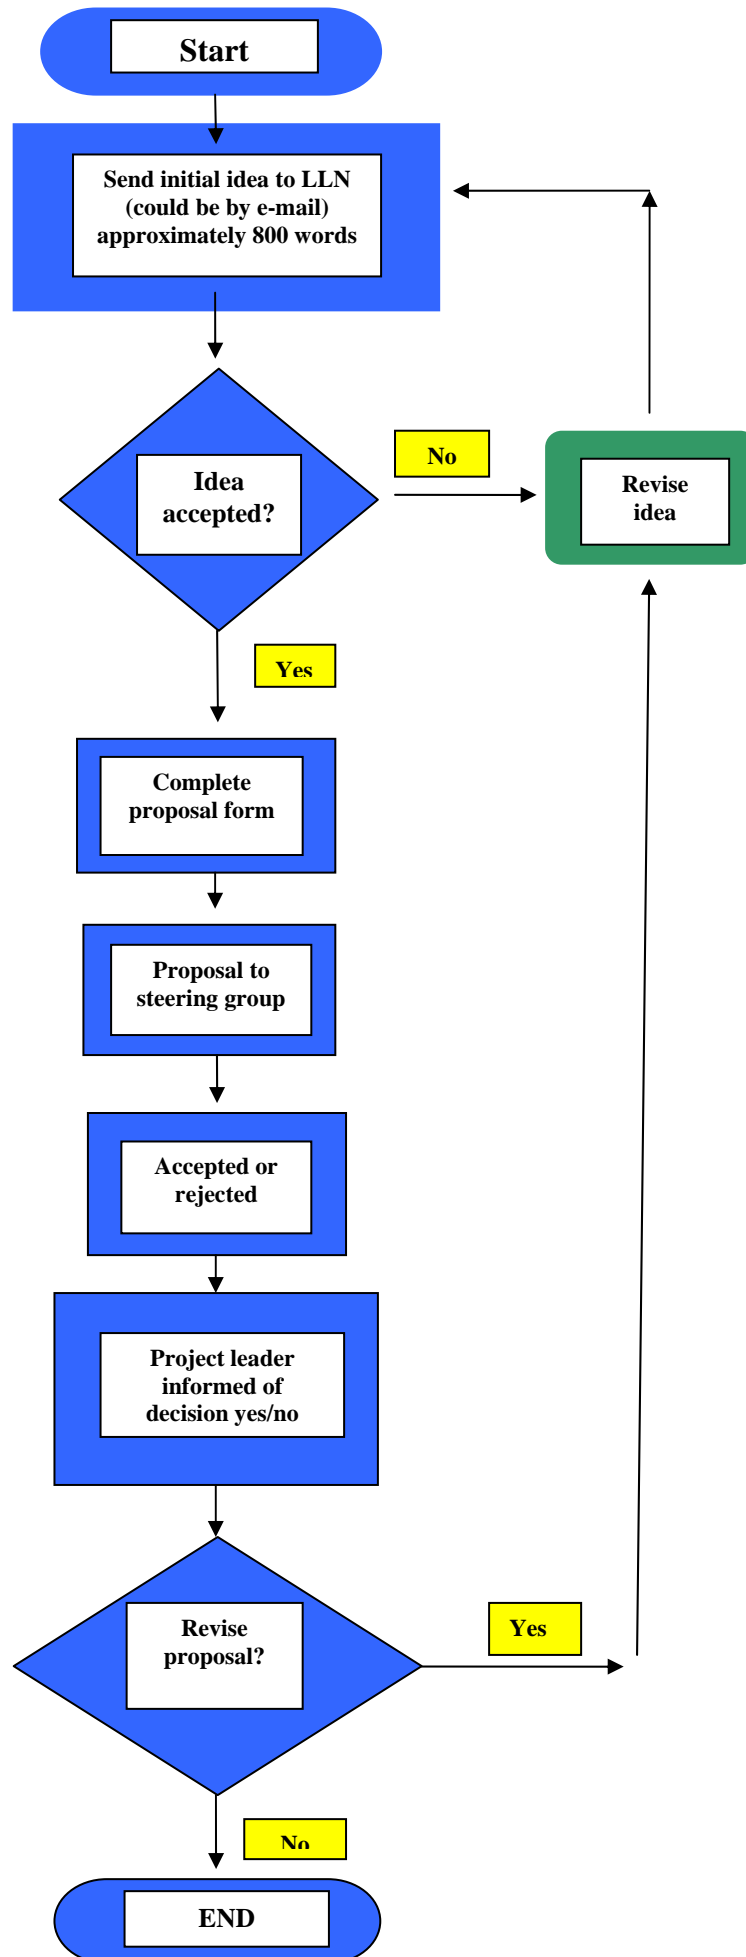 Start
Send initial idea to LLN
(could be by e-mail)
approximately 800 words
Idea
accepted?
No
Revise
idea
Yes
Complete
proposal form
Proposal to
steering group
Accepted or
rejected
Project leader
informed of
decision yes/no
Revise
proposal?
Yes
No
END